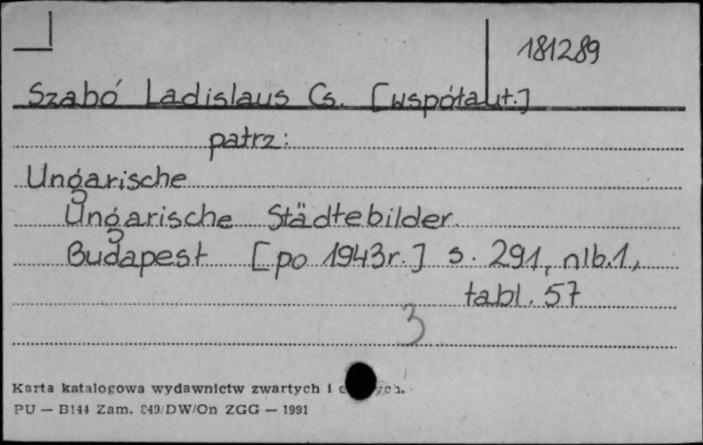 181289
Szabó Ladislaus Cs. [współaut.]
patrz:
Ungarische
Ungarische Städtebilder.
Budapest [po 1943r.] s. 291, nlb.1,
tabl. 57
3
Karta katalogowa wydawnictw zwartych i
PU — B144 Zam. 849/DW/On ZGG — 1991